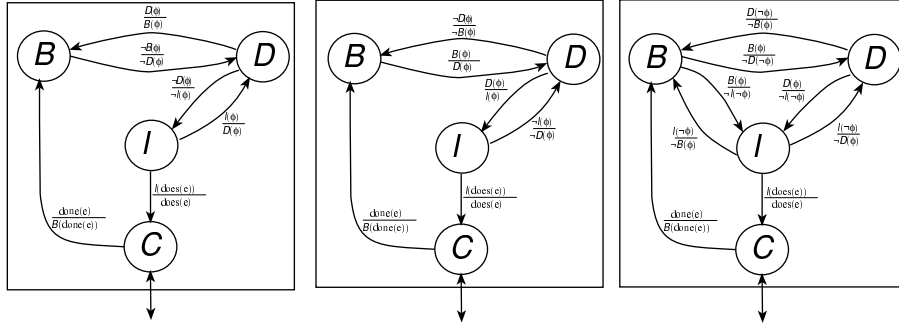 D(φ)
B(φ)
B
¬B(φ)
¬D(φ)
D
¬D(φ)
¬I(φ)
I(φ)
D(φ)
I
I(does(e))
does(e)
done(e)
B(done(e))
C
¬D(φ)
¬B(φ)
B
B(φ)
D(φ)
D
D(φ)
I(φ)
¬I(φ)
¬D(φ)
I
I(does(e))
does(e)
done(e)
B(done(e))
C
D(¬φ)
¬B(φ)
B
B(φ)
¬D(¬φ)
D
B(φ)
¬I(¬φ)
D(φ)
¬I(¬φ)
I(¬φ)
¬B(φ)
I(¬φ)
¬D(φ)
I
I(does(e))
does(e)
done(e)
B(done(e))
C